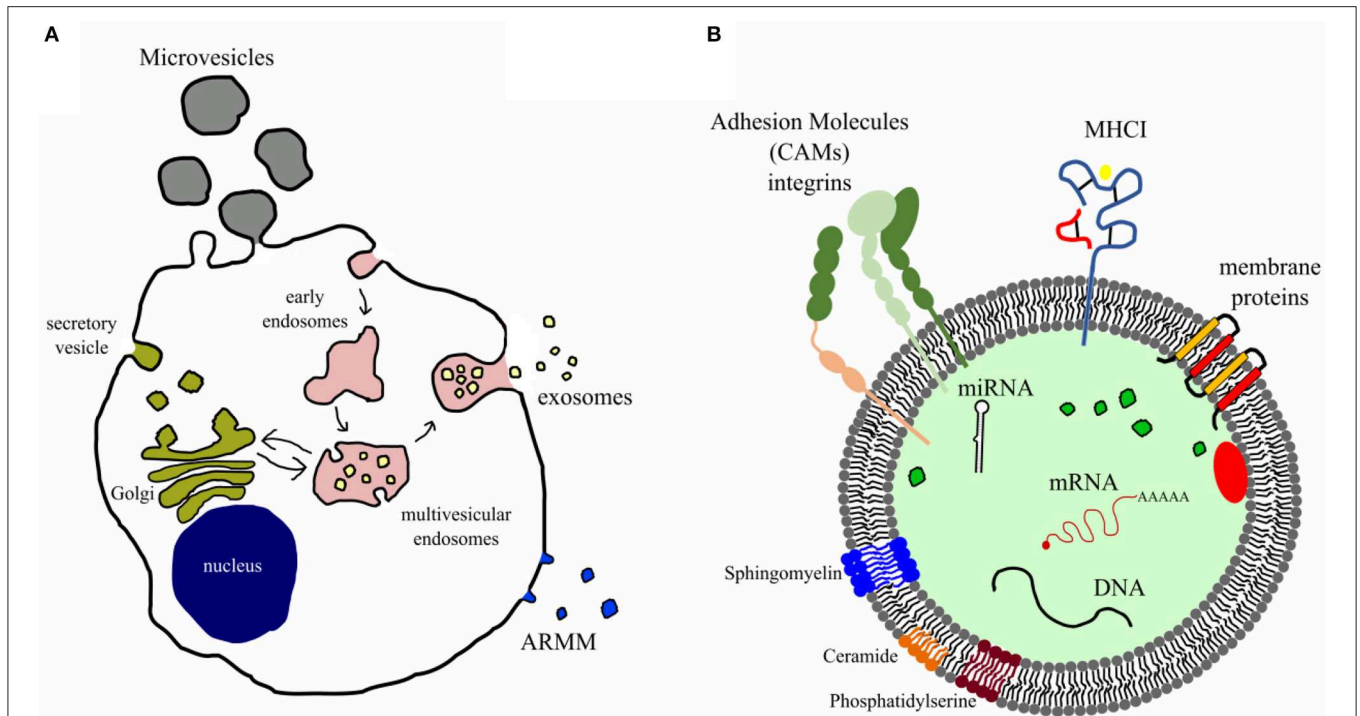 A
Microvesicles
early
endosomes
secretory
vesicle
exosomes
Golgi
multivesicular
endosomes
nucleus
ARMM
B
Adhesion Molecules
(CAMs)
integrins
MHCI
membrane
proteins
miRNA
mRNA
AAAAA
Sphingomyelin
DNA
Ceramide
Phosphatidylserine